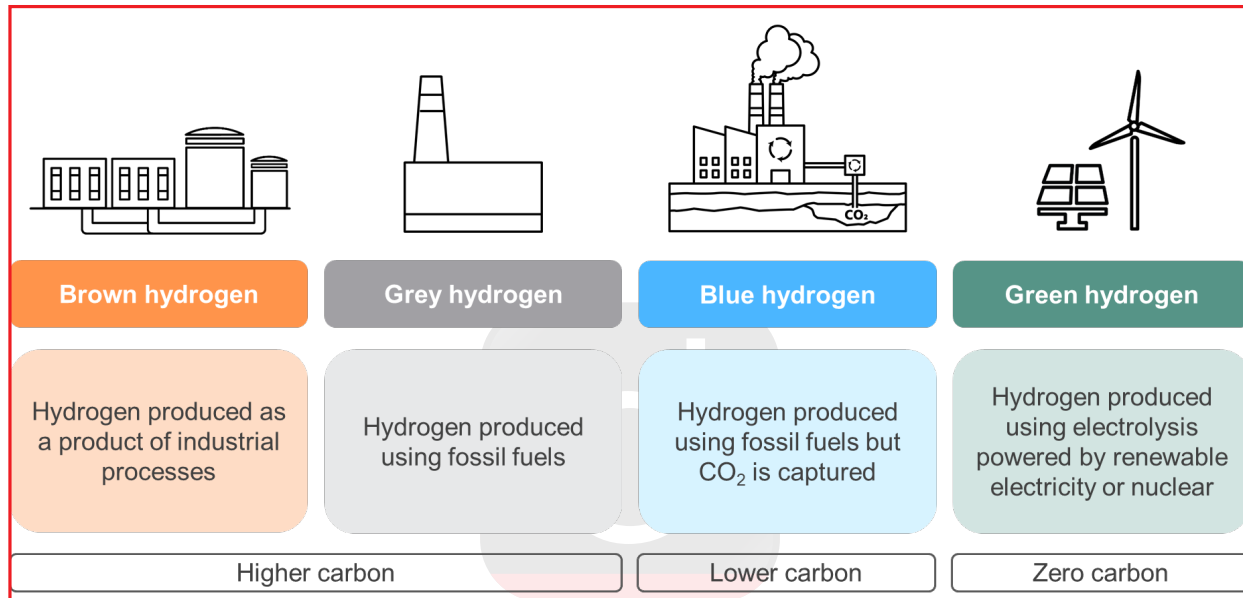 CO₂
Brown hydrogen
Grey hydrogen
Blue hydrogen
Green hydrogen
Hydrogen produced as
a product of industrial
processes
Hydrogen produced
using fossil fuels
Hydrogen produced
using fossil fuels but
CO₂ is captured
Hydrogen produced
using electrolysis
powered by renewable
electricity or nuclear
Higher carbon
Lower carbon
Zero carbon